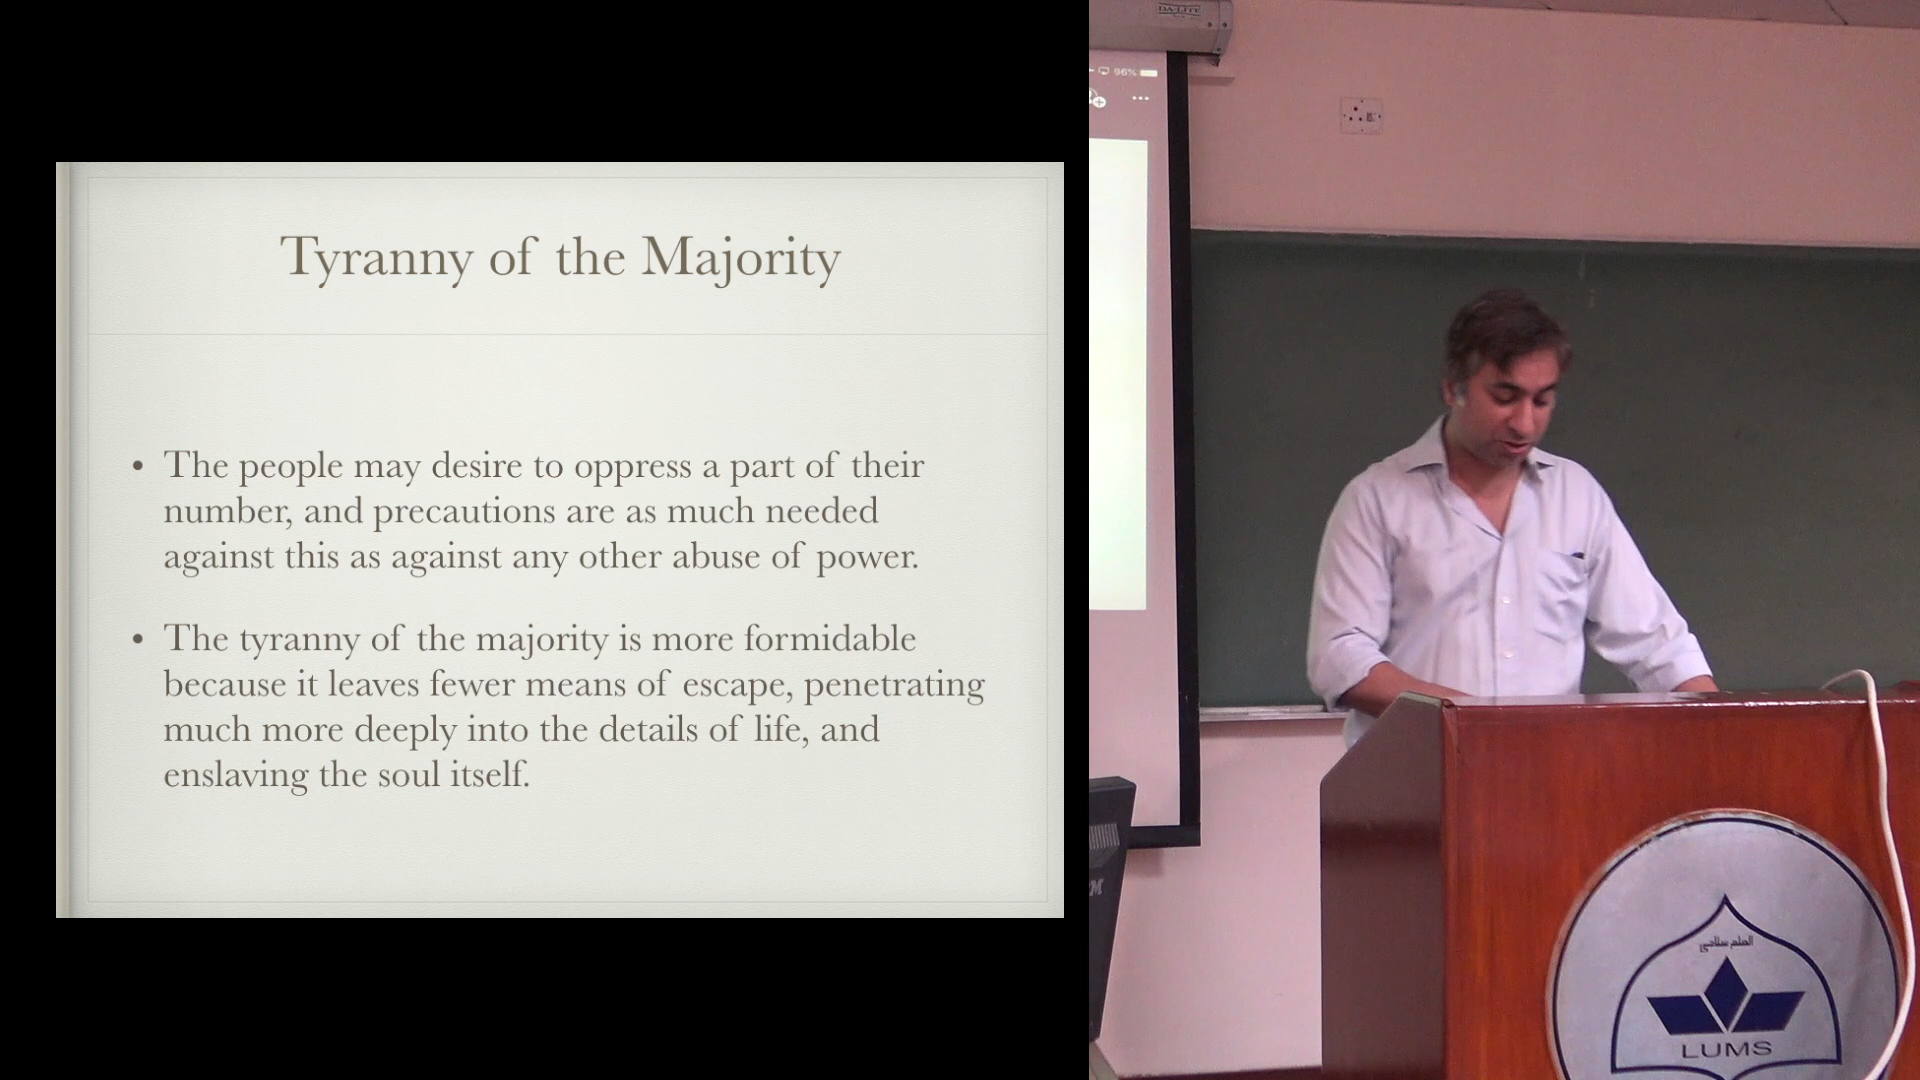 Tyranny of the Majority
• The people may desire to oppress a part of their
number, and precautions are as much needed
against this as against any other abuse of power.
• The tyranny of the majority is more formidable
because it leaves fewer means of escape, penetrating
much more deeply into the details of life, and
enslaving the soul itself.
DA-LITE
96%
LUMS